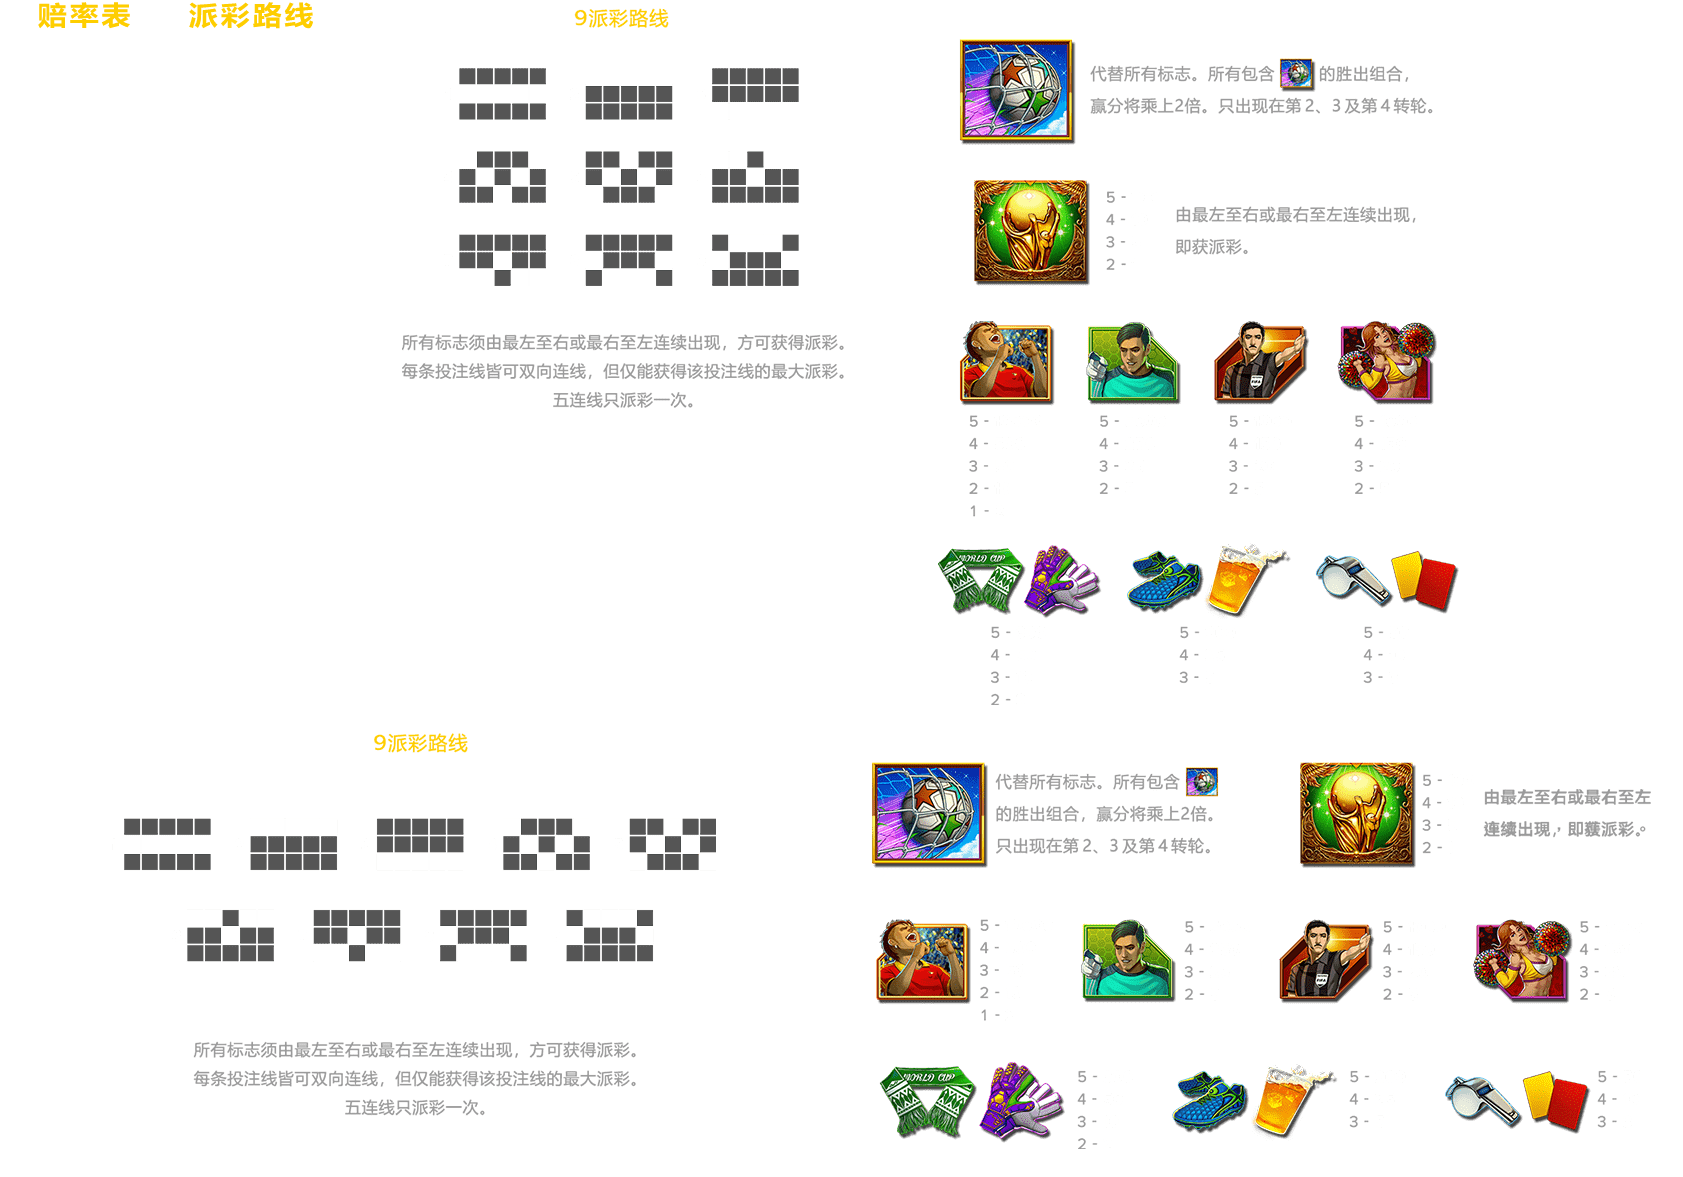 赔率表
派彩路线
9派彩路线
所有标志须由最左至右或最右至左连续出现，方可获得派彩。
每条投注线皆可双向连线，但仅能获得该投注线的最大派彩。
五连线只派彩一次。
代替所有标志。所有包含 的胜出组合，
赢分将乘上2倍。只出现在第 2、3 及第 4 转轮。
5 -
4 -
3 -
2 -
由最左至右或最右至左连续出现，
即获派彩。
5 -
4 -
3 -
2 -
1 -
5 -
4 -
3 -
2 -
FIFA
5 -
4 -
3 -
2 -
5 -
4 -
3 -
2 -
WORLD CUP
5 -
4 -
3 -
2 -
5 -
4 -
3 -
5 -
4 -
3 -
9派彩路线
所有标志须由最左至右或最右至左连续出现，方可获得派彩。
每条投注线皆可双向连线，但仅能获得该投注线的最大派彩。
五连线只派彩一次。
代替所有标志。所有包含
的胜出组合，赢分将乘上2倍。
只出现在第 2、3 及第 4 转轮。
5 -
4 -
3 -
2 -
由最左至右或最右至左
连续出现，即获派彩。
5 -
4 -
3 -
2 -
1 -
5 -
4 -
3 -
2 -
FIFA
5 -
4 -
3 -
2 -
5 -
4 -
3 -
2 -
WORLD CUP
5 -
4 -
3 -
2 -
5 -
4 -
3 -
5 -
4 -
3 -